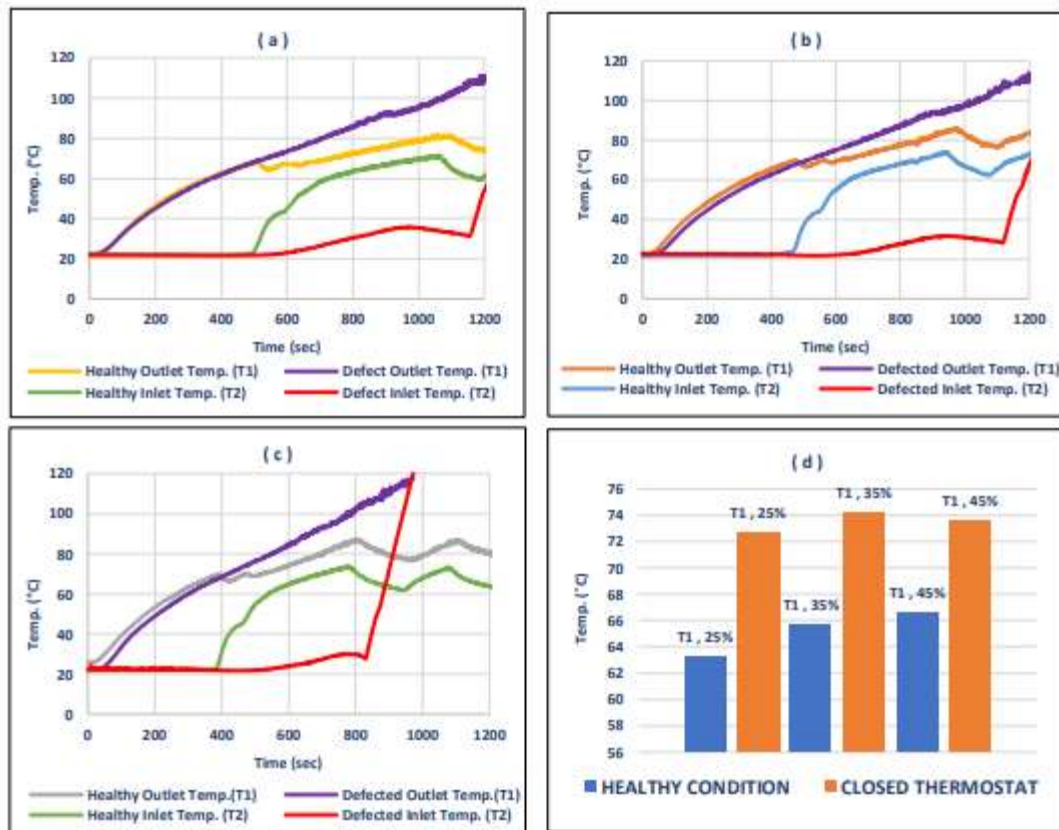 ( a )
120
100
80
60
40
20
0
Temp. (°C)
0 200 400 600 800 1000 1200
Time (sec)
Healthy Outlet Temp. (T1) Defect Outlet Temp. (T1)
Healthy Inlet Temp. (T2) Defect Inlet Temp. (T2)
( b )
120
100
80
60
40
20
0
Temp. (°C)
0 200 400 600 800 1000 1200
Time (sec)
Healthy Outlet Temp. (T1) Defected Outlet Temp. (T1)
Healthy Inlet Temp. (T2) Defected Inlet Temp. (T2)
( c )
120
100
80
60
40
20
0
Temp. (°C)
0 200 400 600 800 1000 1200
Time (sec)
Healthy Outlet Temp.(T1) Defected Outlet Temp.(T1)
Healthy Inlet Temp. (T2) Defected Inlet Temp. (T2)
( d )
76
74
72
70
68
66
64
62
60
58
56
Temp. (°C)
T1 , 25%
T1 , 25%
T1 , 35%
T1 , 35%
T1 , 45%
T1 , 45%
HEALTHY CONDITION CLOSED THERMOSTAT